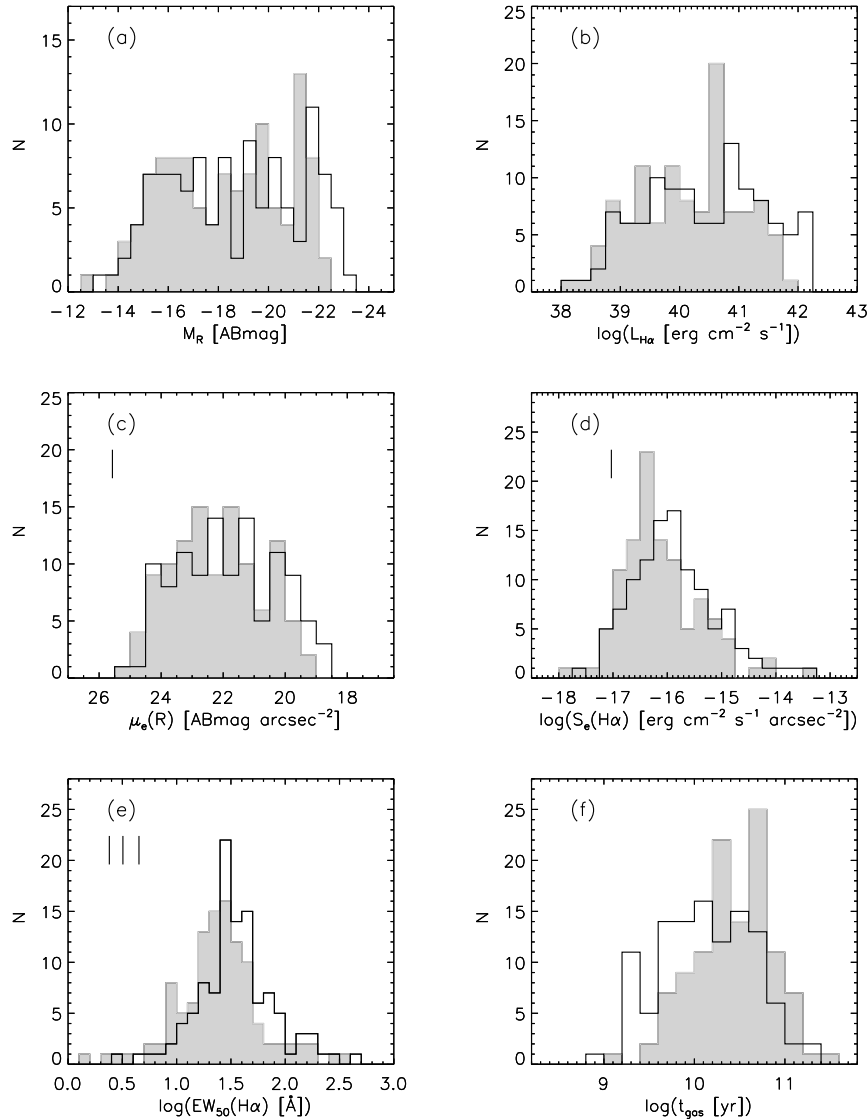 (a)
N
15
10
5
0
−12 −14 −16 −18 −20 −22 −24
M_R [ABmag]
(b)
N
25
20
15
10
5
0
38 39 40 41 42 43
log(L_Hα [erg cm⁻² s⁻¹])
(c)
N
25
20
15
10
5
0
26 24 22 20 18
μ_e(R) [ABmag arcsec⁻²]
(d)
N
25
20
15
10
5
0
−18 −17 −16 −15 −14 −13
log(S_e(Hα) [erg cm⁻² s⁻¹ arcsec⁻²])
(e)
N
25
20
15
10
5
0
0.0 0.5 1.0 1.5 2.0 2.5 3.0
log(EW₅₀(Hα) [Å])
(f)
N
25
20
15
10
5
0
9 10 11
log(t_gas [yr])